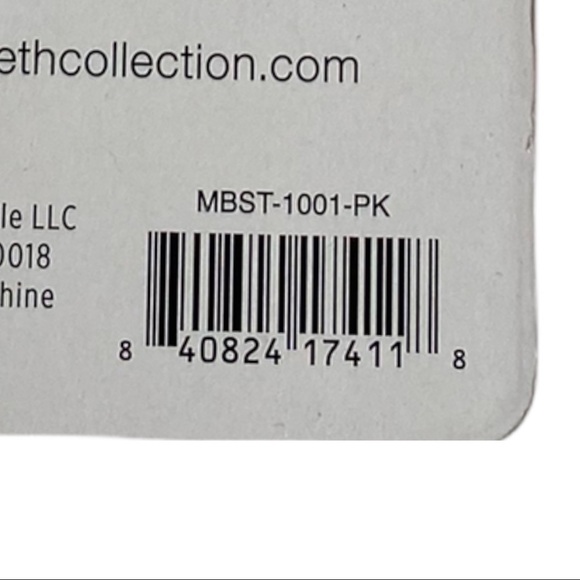 ethcollection.com
MBST-1001-PK
le LLC
0018
hine
8 40824 17411 8